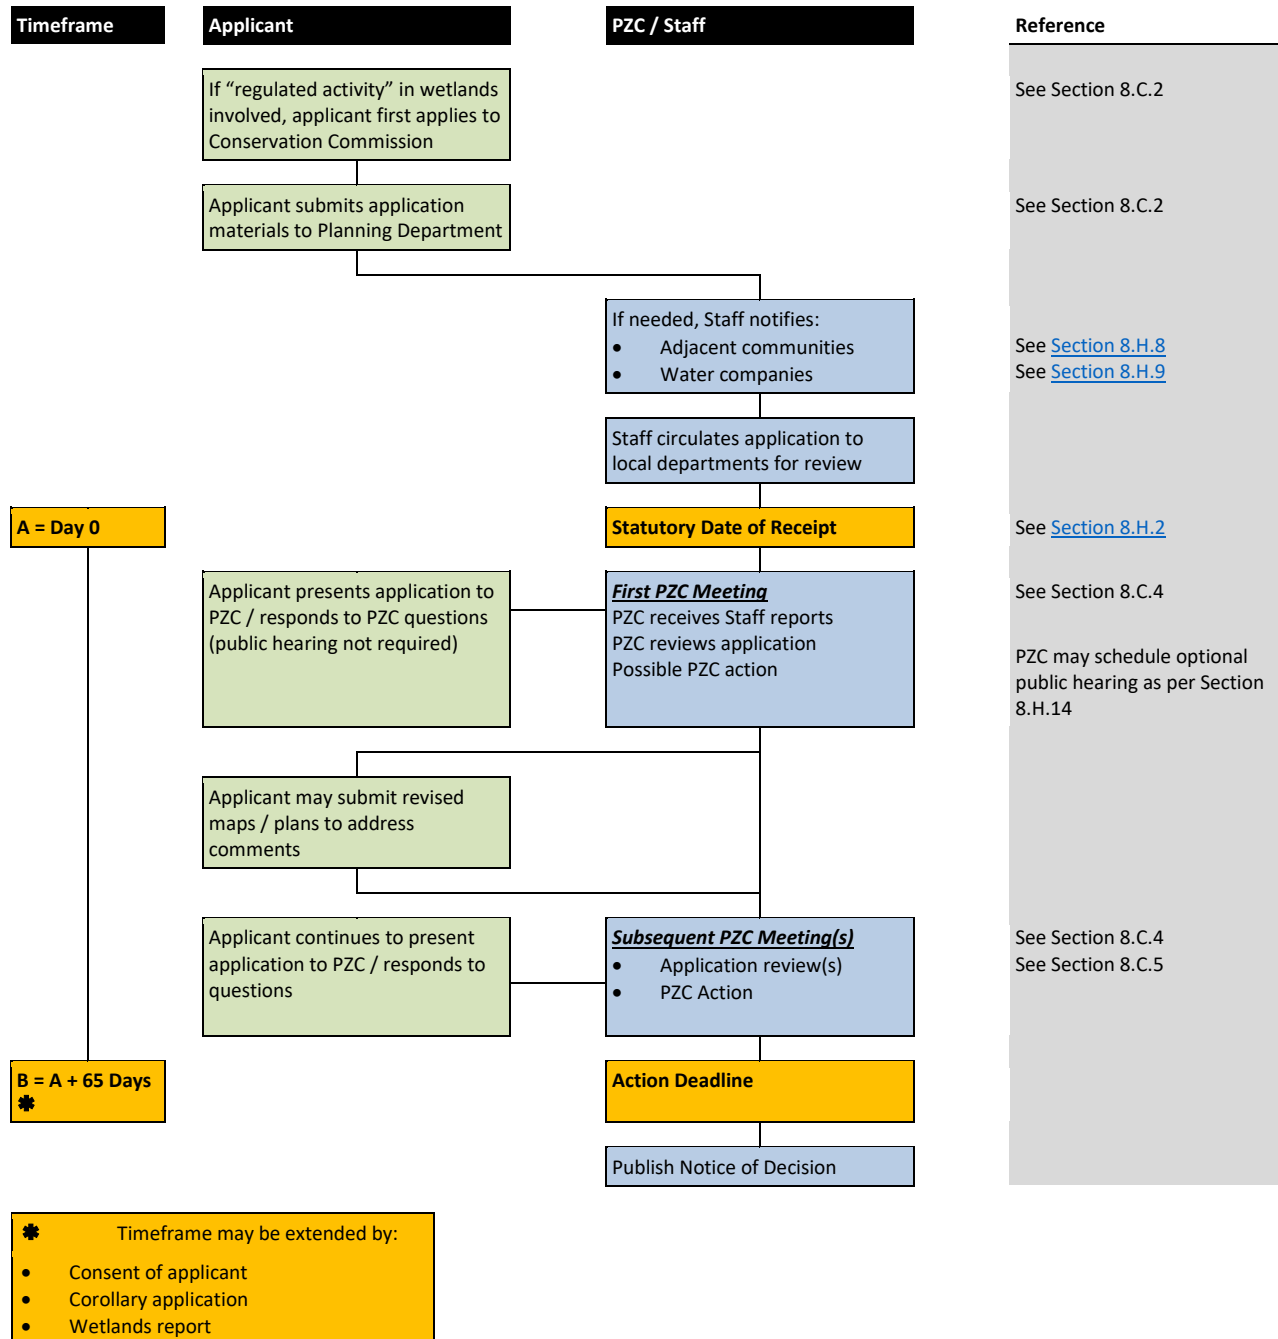 Timeframe
Applicant
PZC / Staff
Reference
If “regulated activity” in wetlands
involved, applicant first applies to
Conservation Commission
See Section 8.C.2
Applicant submits application
materials to Planning Department
See Section 8.C.2
If needed, Staff notifies:
• Adjacent communities
• Water companies
See Section 8.H.8
See Section 8.H.9
Staff circulates application to
local departments for review
A = Day 0
Statutory Date of Receipt
See Section 8.H.2
Applicant presents application to
PZC / responds to PZC questions
(public hearing not required)
First PZC Meeting
PZC receives Staff reports
PZC reviews application
Possible PZC action
See Section 8.C.4
PZC may schedule optional
public hearing as per Section
8.H.14
Applicant may submit revised
maps / plans to address
comments
Applicant continues to present
application to PZC / responds to
questions
Subsequent PZC Meeting(s)
• Application review(s)
• PZC Action
See Section 8.C.4
See Section 8.C.5
B = A + 65 Days
✱
Action Deadline
Publish Notice of Decision
✱ Timeframe may be extended by:
• Consent of applicant
• Corollary application
• Wetlands report